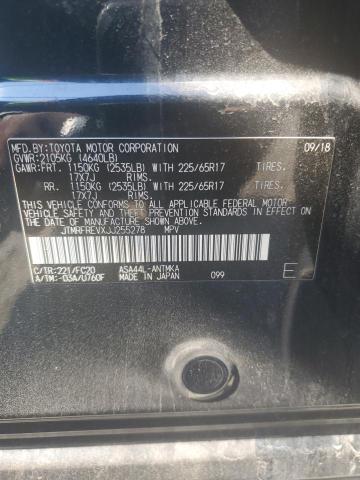 MFD.BY:TOYOTA MOTOR CORPORATION 09/18
GVWR:2105KG (4640LB)
GAWR:FRT. 1150KG (2535LB) WITH 225/65R17 TIRES.
17X7J RIMS.
RR. 1150KG (2535LB) WITH 225/65R17 TIRES.
17X7J RIMS.
THIS VEHICLE CONFORMS TO ALL APPLICABLE FEDERAL MOTOR
VEHICLE SAFETY AND THEFT PREVENTION STANDARDS IN EFFECT ON
THE DATE OF MANUFACTURE SHOWN ABOVE.
JTMRFREVXJJ255278 MPV
C/TR:221/FC20 ASA44L-ANTMKA
A/TM:-03A/U760F MADE IN JAPAN 099 E